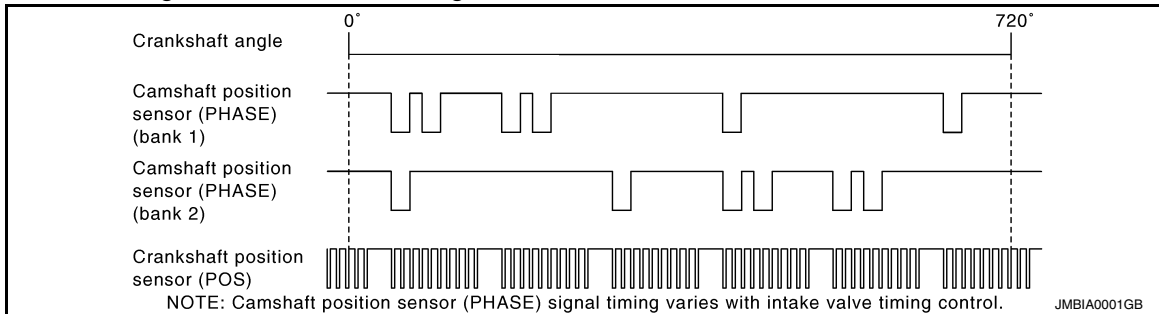 0˚ 720˚
Crankshaft angle
Camshaft position
sensor (PHASE)
(bank 1)
Camshaft position
sensor (PHASE)
(bank 2)
Crankshaft position
sensor (POS)
NOTE: Camshaft position sensor (PHASE) signal timing varies with intake valve timing control.
JMBIA0001GB